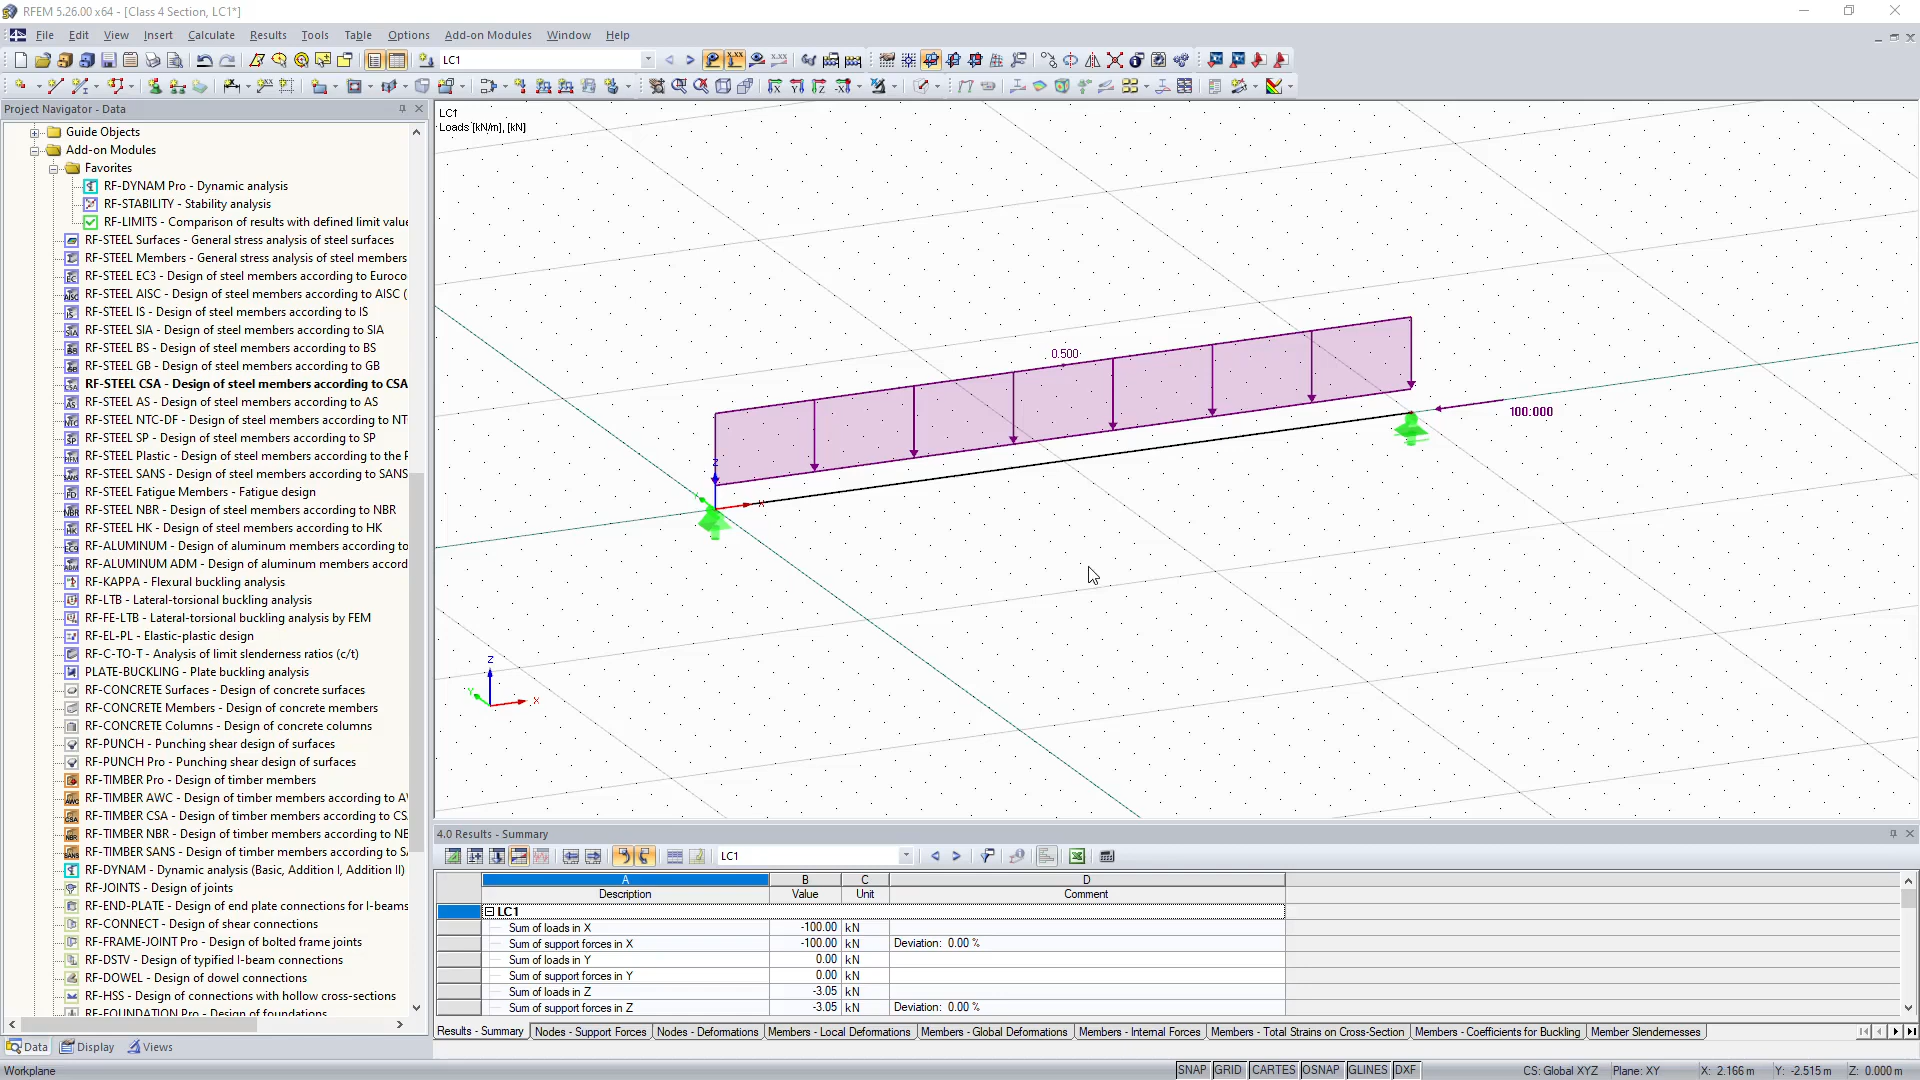 RFEM 5.26.00 x64 - [Class 4 Section, LC1*]
File Edit View Insert Calculate Results Tools Table Options Add-on Modules Window Help
LC1
Project Navigator - Data
Guide Objects
Add-on Modules
Favorites
RF-DYNAM Pro - Dynamic analysis
RF-STABILITY - Stability analysis
RF-LIMITS - Comparison of results with defined limit value
RF-STEEL Surfaces - General stress analysis of steel surfaces
RF-STEEL Members - General stress analysis of steel members
RF-STEEL EC3 - Design of steel members according to Euroco
RF-STEEL AISC - Design of steel members according to AISC (
RF-STEEL IS - Design of steel members according to IS
RF-STEEL SIA - Design of steel members according to SIA
RF-STEEL BS - Design of steel members according to BS
RF-STEEL GB - Design of steel members according to GB
RF-STEEL CSA - Design of steel members according to CSA
RF-STEEL AS - Design of steel members according to AS
RF-STEEL NTC-DF - Design of steel members according to NT
RF-STEEL SP - Design of steel members according to SP
RF-STEEL Plastic - Design of steel members according to the P
RF-STEEL SANS - Design of steel members according to SANS
RF-STEEL Fatigue Members - Fatigue design
RF-STEEL NBR - Design of steel members according to NBR
RF-STEEL HK - Design of steel members according to HK
RF-ALUMINUM - Design of aluminum members according to
RF-ALUMINUM ADM - Design of aluminum members accord
RF-KAPPA - Flexural buckling analysis
RF-LTB - Lateral-torsional buckling analysis
RF-FE-LTB - Lateral-torsional buckling analysis by FEM
RF-EL-PL - Elastic-plastic design
RF-C-TO-T - Analysis of limit slenderness ratios (c/t)
PLATE-BUCKLING - Plate buckling analysis
RF-CONCRETE Surfaces - Design of concrete surfaces
RF-CONCRETE Members - Design of concrete members
RF-CONCRETE Columns - Design of concrete columns
RF-PUNCH - Punching shear design of surfaces
RF-PUNCH Pro - Punching shear design of surfaces
RF-TIMBER Pro - Design of timber members
RF-TIMBER AWC - Design of timber members according to A
RF-TIMBER CSA - Design of timber members according to CS
RF-TIMBER NBR - Design of timber members according to NE
RF-TIMBER SANS - Design of timber members according to S
RF-DYNAM - Dynamic analysis (Basic, Addition I, Addition II)
RF-JOINTS - Design of joints
RF-END-PLATE - Design of end plate connections for I-beams
RF-CONNECT - Design of shear connections
RF-FRAME-JOINT Pro - Design of bolted frame joints
RF-DSTV - Design of typified I-beam connections
RF-DOWEL - Design of dowel connections
RF-HSS - Design of connections with hollow cross-sections
RF-FOUNDATION Pro - Design of foundations
Data Display Views
LC1
Loads [kN/m], [kN]
0.500
100.000
Z
X
Z
Y
X
4.0 Results - Summary
LC1
A B C D
Description Value Unit Comment
LC1
Sum of loads in X -100.00 kN
Sum of support forces in X -100.00 kN Deviation: 0.00 %
Sum of loads in Y 0.00 kN
Sum of support forces in Y 0.00 kN
Sum of loads in Z -3.05 kN
Sum of support forces in Z -3.05 kN Deviation: 0.00 %
Results - Summary Nodes - Support Forces Nodes - Deformations Members - Local Deformations Members - Global Deformations Members - Internal Forces Members - Total Strains on Cross-Section Members - Coefficients for Buckling Member Slendernesses
Workplane SNAP GRID CARTES OSNAP GLINES DXF CS: Global XYZ Plane: XY X: 2.166 m Y: -2.515 m Z: 0.000 m